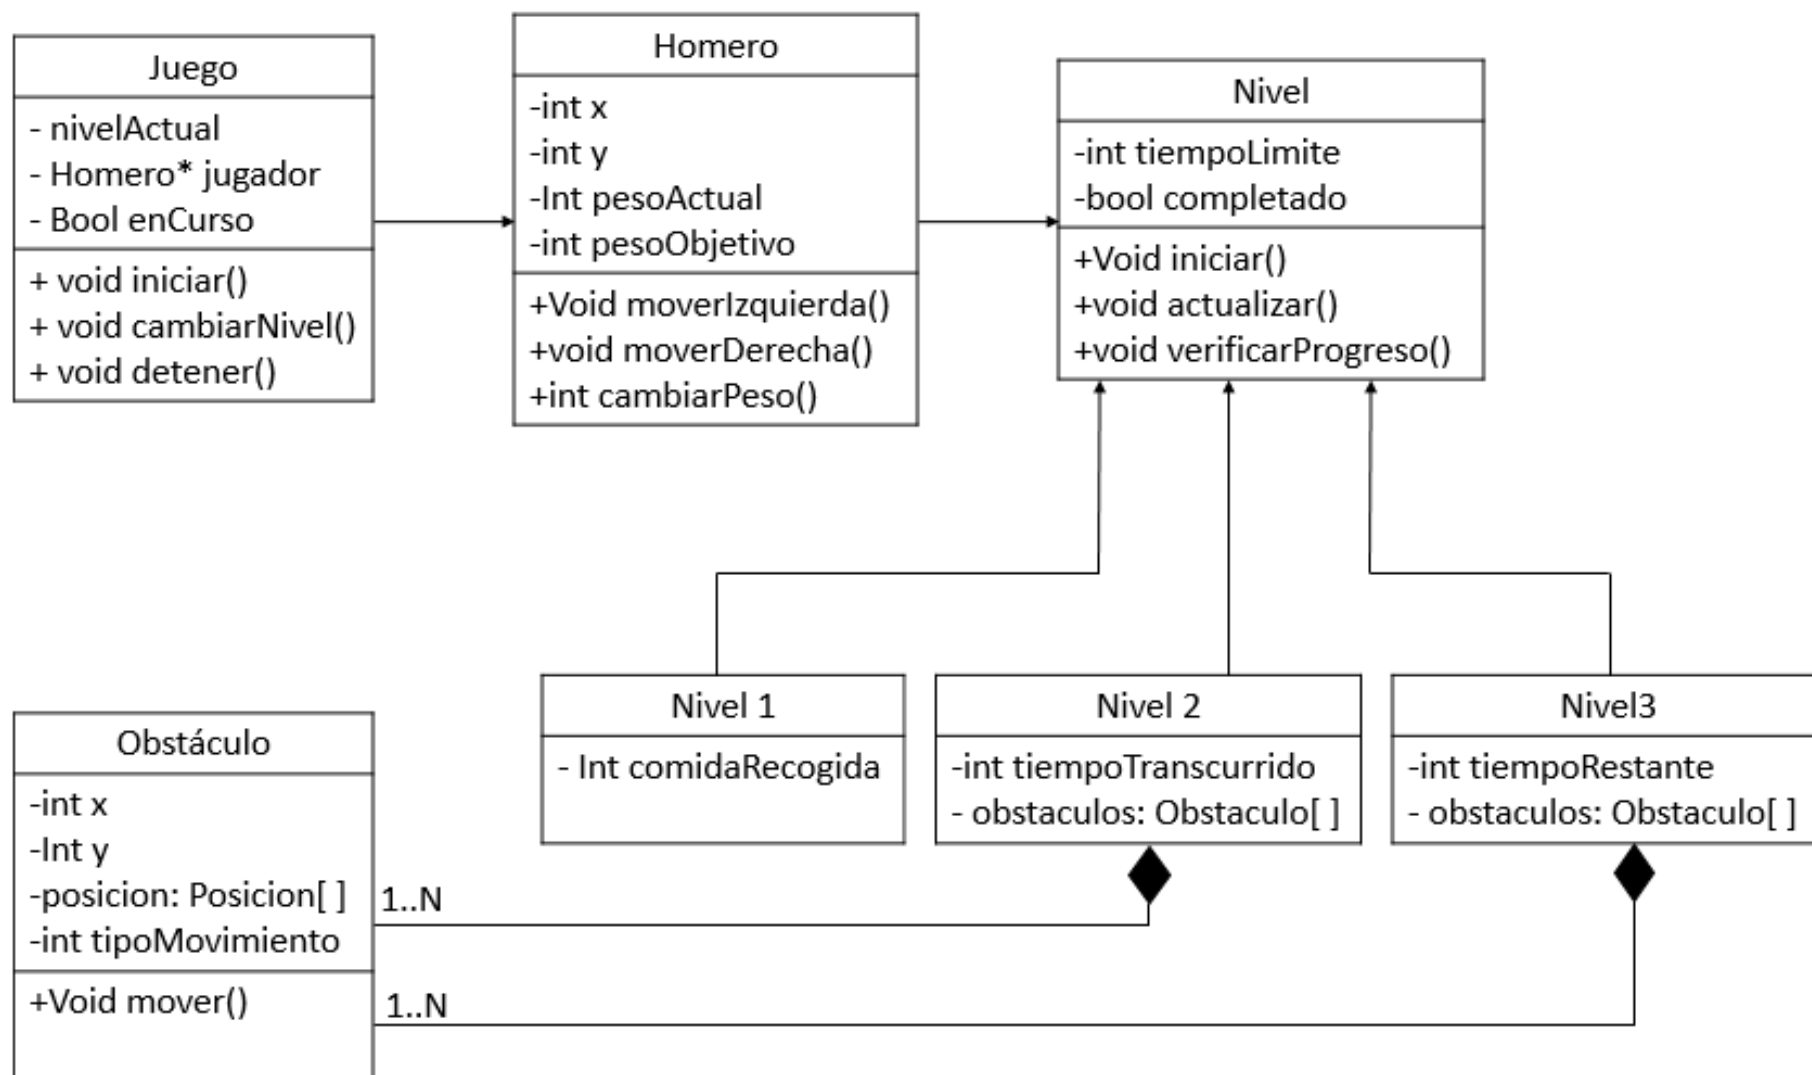 Juego
- nivelActual
- Homero* jugador
- Bool enCurso
+ void iniciar()
+ void cambiarNivel()
+ void detener()
Homero
-int x
-int y
-Int pesoActual
-int pesoObjetivo
+Void moverIzquierda()
+void moverDerecha()
+int cambiarPeso()
Nivel
-int tiempoLimite
-bool completado
+Void iniciar()
+void actualizar()
+void verificarProgreso()
Nivel 1
- Int comidaRecogida
Nivel 2
-int tiempoTranscurrido
- obstaculos: Obstaculo[ ]
Nivel3
-int tiempoRestante
- obstaculos: Obstaculo[ ]
Obstáculo
-int x
-Int y
-posicion: Posicion[ ]
-int tipoMovimiento
+Void mover()
1..N
1..N